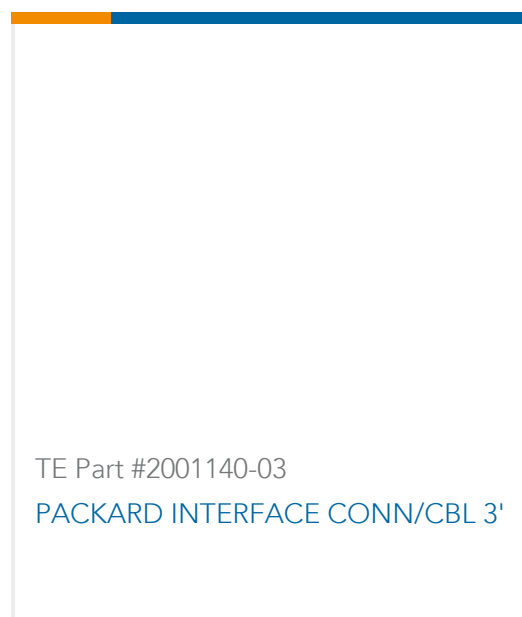 TE Part #2001140-03
PACKARD INTERFACE CONN/CBL 3'